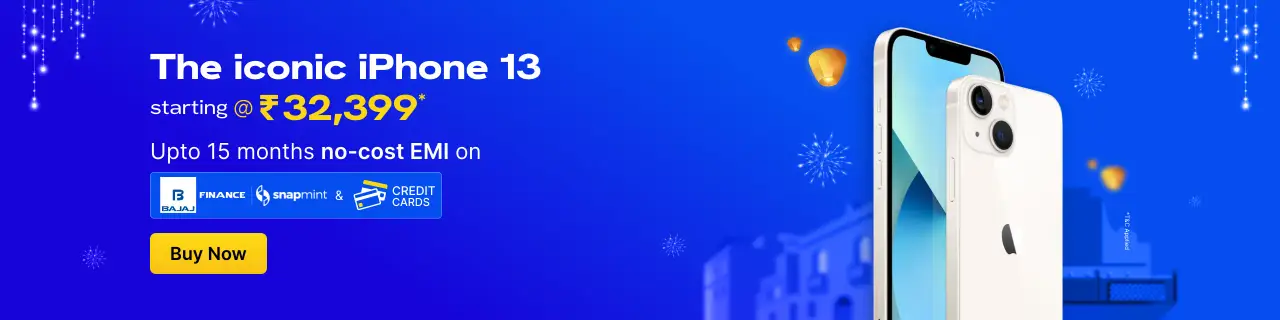 The iconic iPhone 13
starting @ ₹32,399*
Upto 15 months no-cost EMI on
B BAJAJ FINANCE snapmint & CREDIT CARDS
Buy Now
*T&C Applied